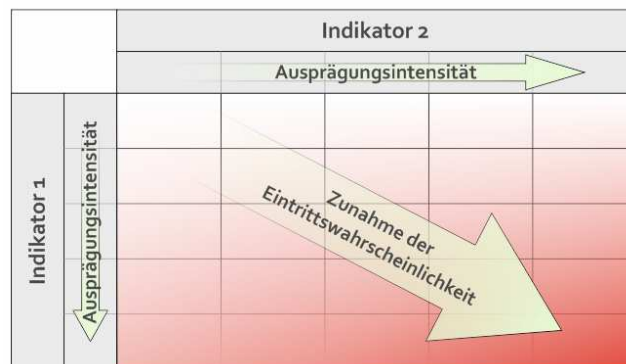 Indikator 2
Ausprägungsintensität
Indikator 1
Ausprägungsintensität
Zunahme der
Eintrittswahrscheinlichkeit